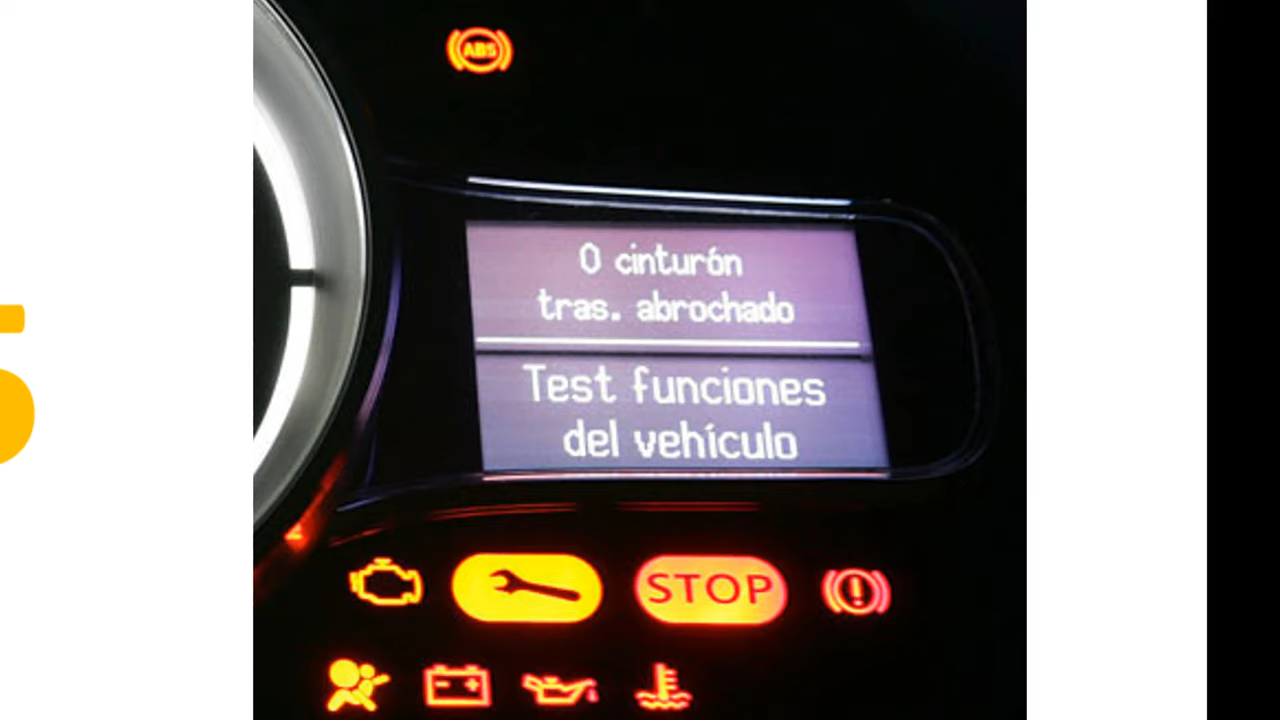 ABS
0 cinturón
tras. abrochado
Test funciones
del vehículo
STOP